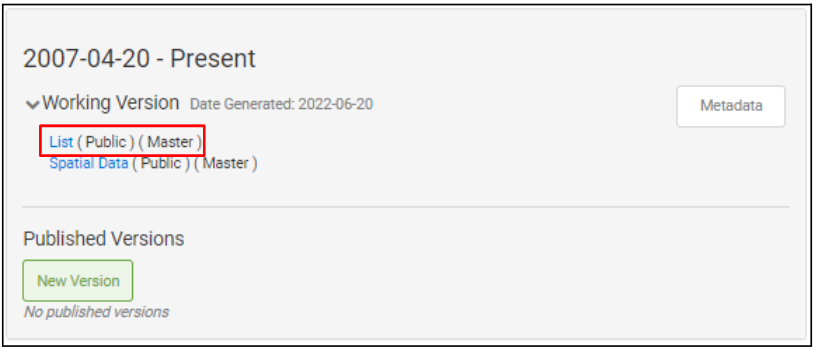 2007-04-20 - Present
Working Version Date Generated: 2022-06-20
Metadata
List ( Public ) ( Master )
Spatial Data ( Public ) ( Master )
Published Versions
New Version
No published versions